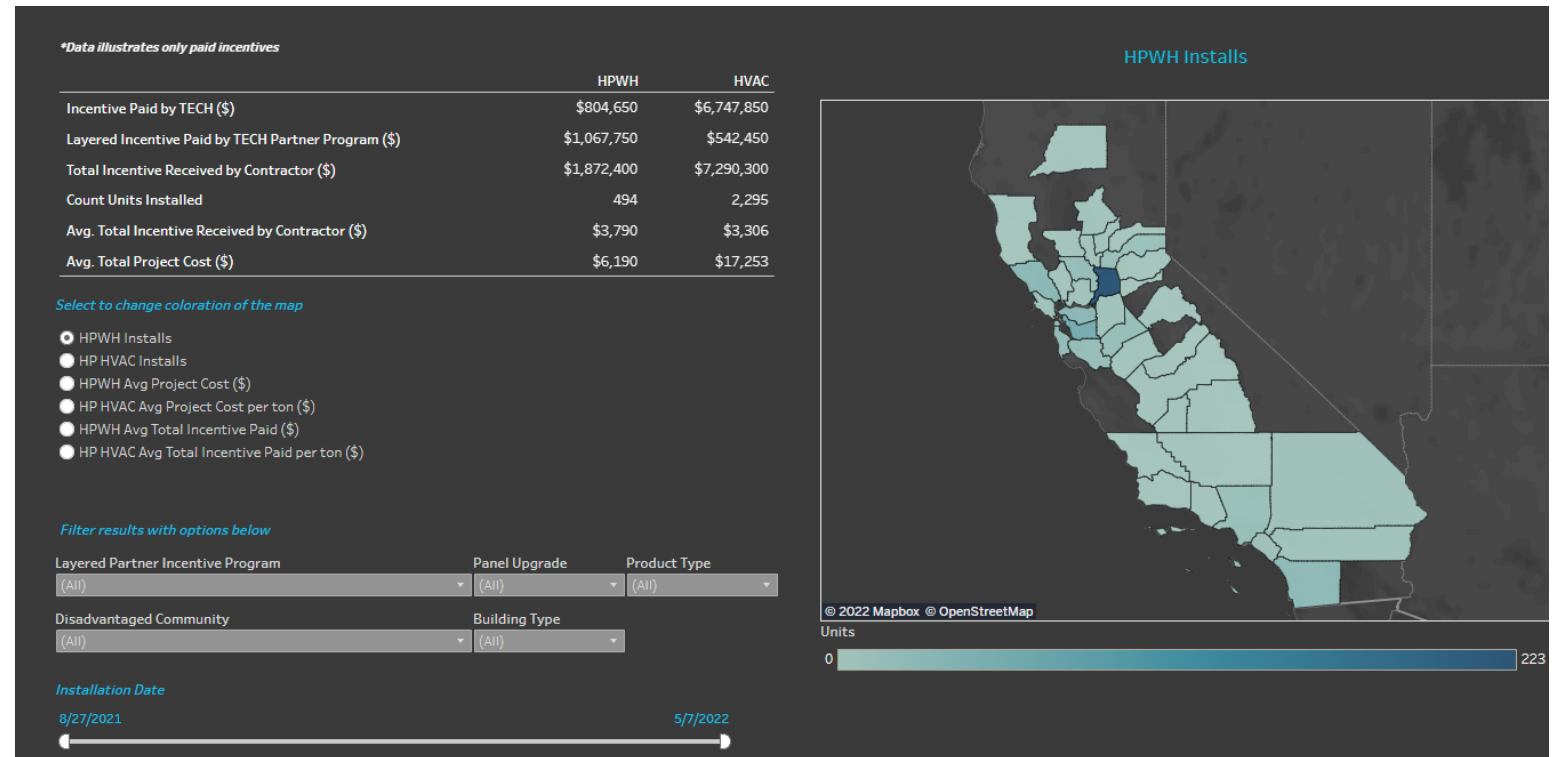 *Data illustrates only paid incentives
HPWH HVAC
Incentive Paid by TECH ($) $804,650 $6,747,850
Layered Incentive Paid by TECH Partner Program ($) $1,067,750 $542,450
Total Incentive Received by Contractor ($) $1,872,400 $7,290,300
Count Units Installed 494 2,295
Avg. Total Incentive Received by Contractor ($) $3,790 $3,306
Avg. Total Project Cost ($) $6,190 $17,253
Select to change coloration of the map
HPWH Installs
HP HVAC Installs
HPWH Avg Project Cost ($)
HP HVAC Avg Project Cost per ton ($)
HPWH Avg Total Incentive Paid ($)
HP HVAC Avg Total Incentive Paid per ton ($)
Filter results with options below
Layered Partner Incentive Program Panel Upgrade Product Type
(All) (All) (All)
Disadvantaged Community Building Type
(All) (All)
Installation Date
8/27/2021 5/7/2022
HPWH Installs
© 2022 Mapbox © OpenStreetMap
Units
0 223